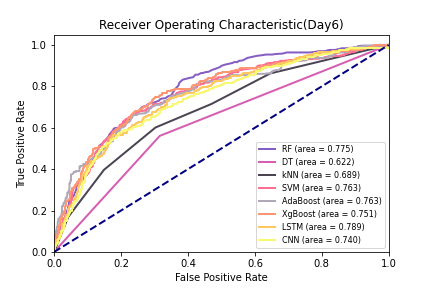 Receiver Operating Characteristic(Day6)
True Positive Rate
1.0
0.8
0.6
0.4
0.2
0.0
RF (area = 0.775)
DT (area = 0.622)
kNN (area = 0.689)
SVM (area = 0.763)
AdaBoost (area = 0.763)
XgBoost (area = 0.751)
LSTM (area = 0.789)
CNN (area = 0.740)
0.0 0.2 0.4 0.6 0.8 1.0
False Positive Rate